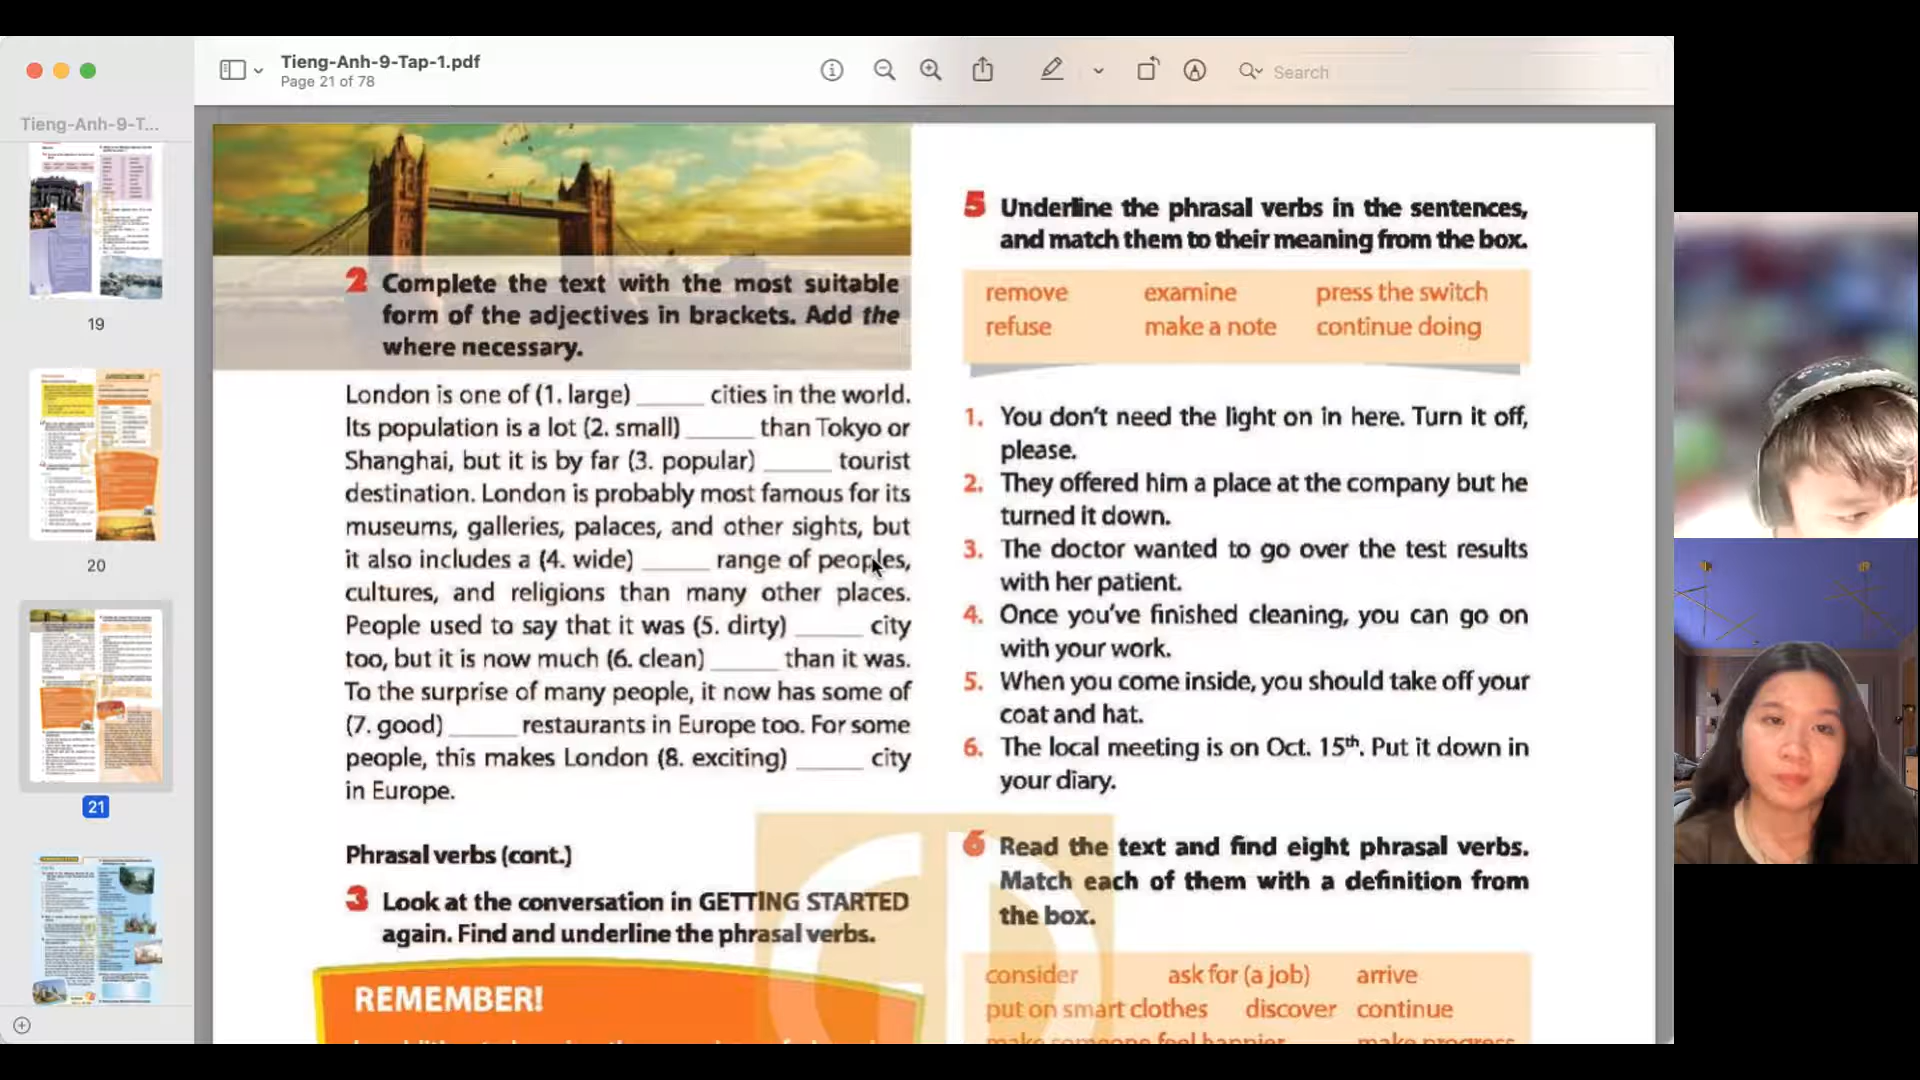 Tieng-Anh-9-Tap-1.pdf
Page 21 of 78
Search
Tieng-Anh-9-T...
19
20
21
2 Complete the text with the most suitable
form of the adjectives in brackets. Add the
where necessary.
London is one of (1. large) _____ cities in the world.
Its population is a lot (2. small) _____ than Tokyo or
Shanghai, but it is by far (3. popular) _____ tourist
destination. London is probably most famous for its
museums, galleries, palaces, and other sights, but
it also includes a (4. wide) _____ range of peoples,
cultures, and religions than many other places.
People used to say that it was (5. dirty) _____ city
too, but it is now much (6. clean) _____ than it was.
To the surprise of many people, it now has some of
(7. good) _____ restaurants in Europe too. For some
people, this makes London (8. exciting) _____ city
in Europe.
Phrasal verbs (cont.)
3 Look at the conversation in GETTING STARTED
again. Find and underline the phrasal verbs.
REMEMBER!
5 Underline the phrasal verbs in the sentences,
and match them to their meaning from the box.
remove examine press the switch
refuse make a note continue doing
1. You don't need the light on in here. Turn it off,
please.
2. They offered him a place at the company but he
turned it down.
3. The doctor wanted to go over the test results
with her patient.
4. Once you've finished cleaning, you can go on
with your work.
5. When you come inside, you should take off your
coat and hat.
6. The local meeting is on Oct. 15th. Put it down in
your diary.
6 Read the text and find eight phrasal verbs.
Match each of them with a definition from
the box.
consider ask for (a job) arrive
put on smart clothes discover continue
make someone feel happier make progress